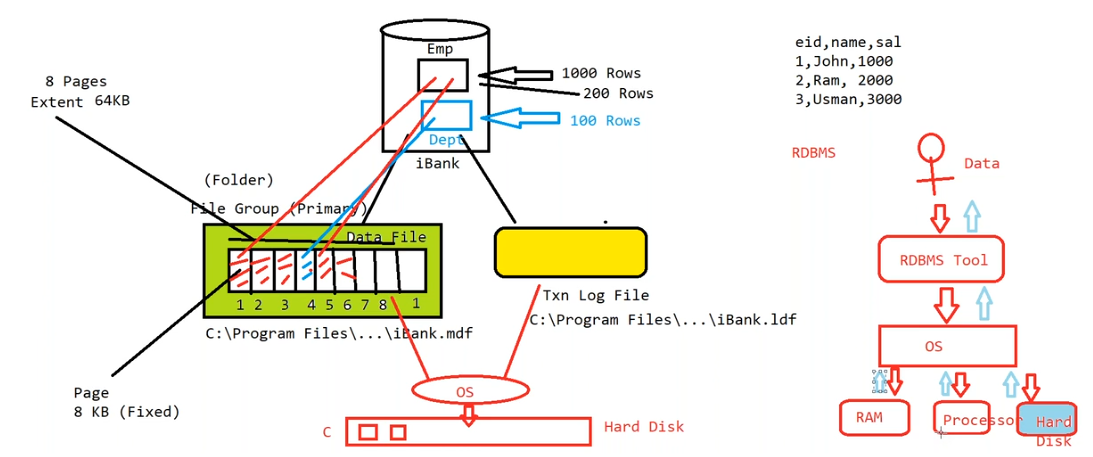 Emp
1000 Rows
200 Rows
100 Rows
Dept
iBank
8 Pages
Extent 64KB
(Folder)
File Group (Primary)
Data File
1 2 3 4 5 6 7 8 1
C:\Program Files\...\iBank.mdf
Page
8 KB (Fixed)
Txn Log File
C:\Program Files\...\iBank.ldf
OS
C
Hard Disk
eid,name,sal
1,John,1000
2,Ram, 2000
3,Usman,3000
RDBMS
Data
RDBMS Tool
OS
RAM
Processor
Hard
Disk